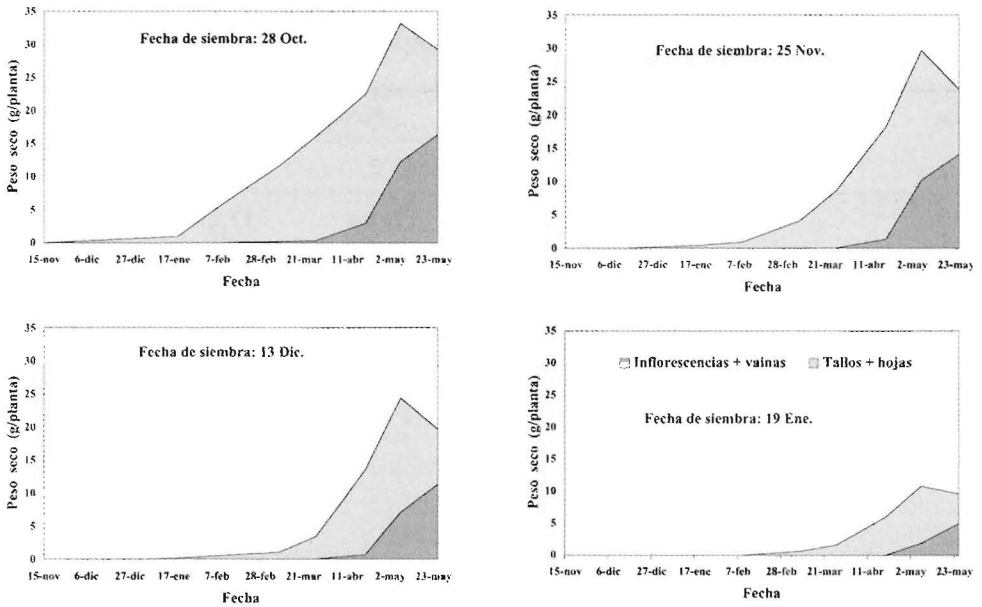 Fecha de siembra: 28 Oct.
Peso seco (g/planta)
35
30
25
20
15
10
5
0
15-nov 6-dic 27-dic 17-ene 7-feb 28-feb 21-mar 11-abr 2-may 23-may
Fecha
Fecha de siembra: 25 Nov.
Peso seco (g/planta)
35
30
25
20
15
10
5
0
15-nov 6-dic 27-dic 17-ene 7-feb 28-feb 21-mar 11-abr 2-may 23-may
Fecha
Fecha de siembra: 13 Dic.
Peso seco (g/planta)
35
30
25
20
15
10
5
0
15-nov 6-dic 27-dic 17-ene 7-feb 28-feb 21-mar 11-abr 2-may 23-may
Fecha
Inflorescencias + vainas Tallos + hojas
Fecha de siembra: 19 Ene.
Peso seco (g/planta)
35
30
25
20
15
10
5
0
15-nov 6-dic 27-dic 17-ene 7-feb 28-feb 21-mar 11-abr 2-may 23-may
Fecha